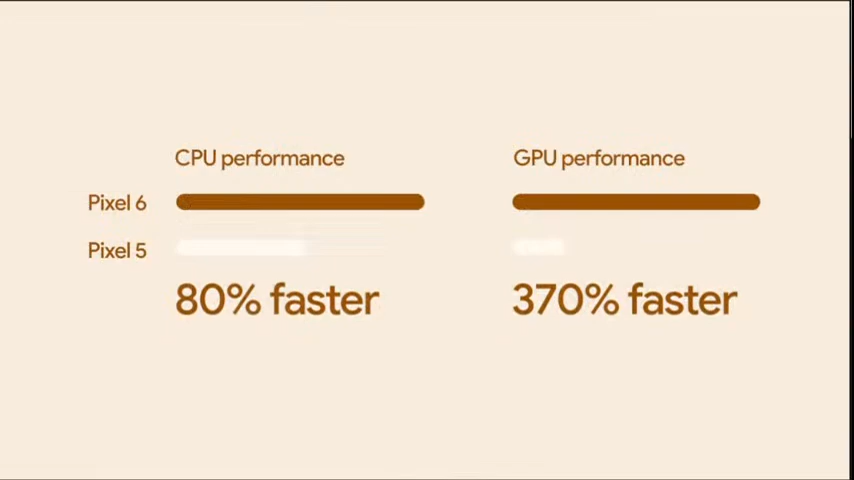 CPU performance
GPU performance
Pixel 6
Pixel 5
80% faster
370% faster